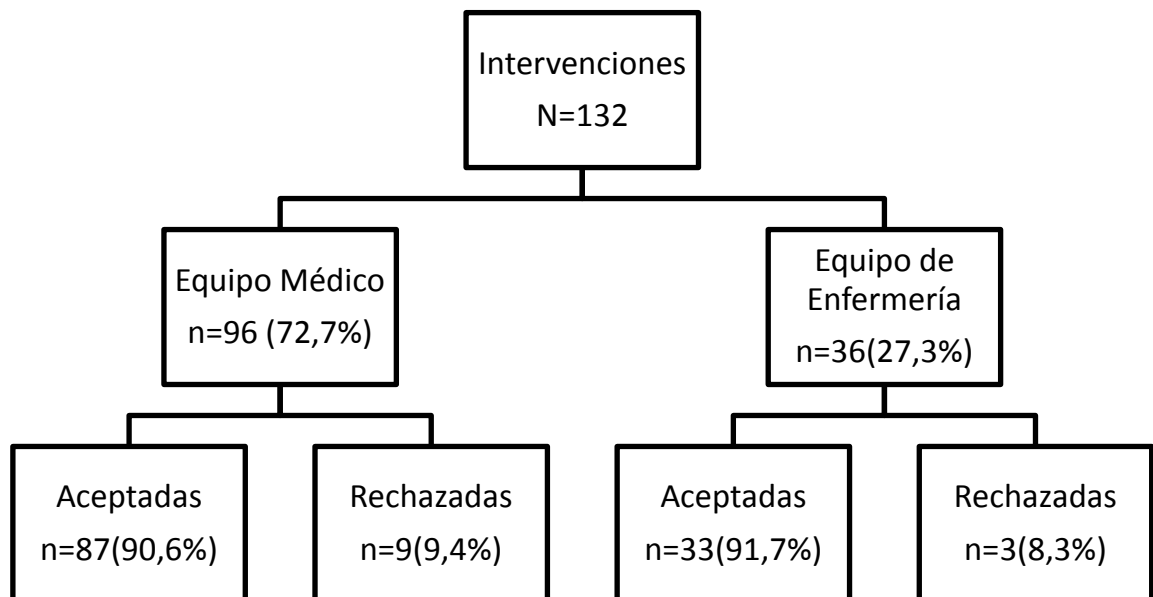 Intervenciones
N=132
Equipo Médico
n=96 (72,7%)
Equipo de
Enfermería
n=36(27,3%)
Aceptadas
n=87(90,6%)
Rechazadas
n=9(9,4%)
Aceptadas
n=33(91,7%)
Rechazadas
n=3(8,3%)